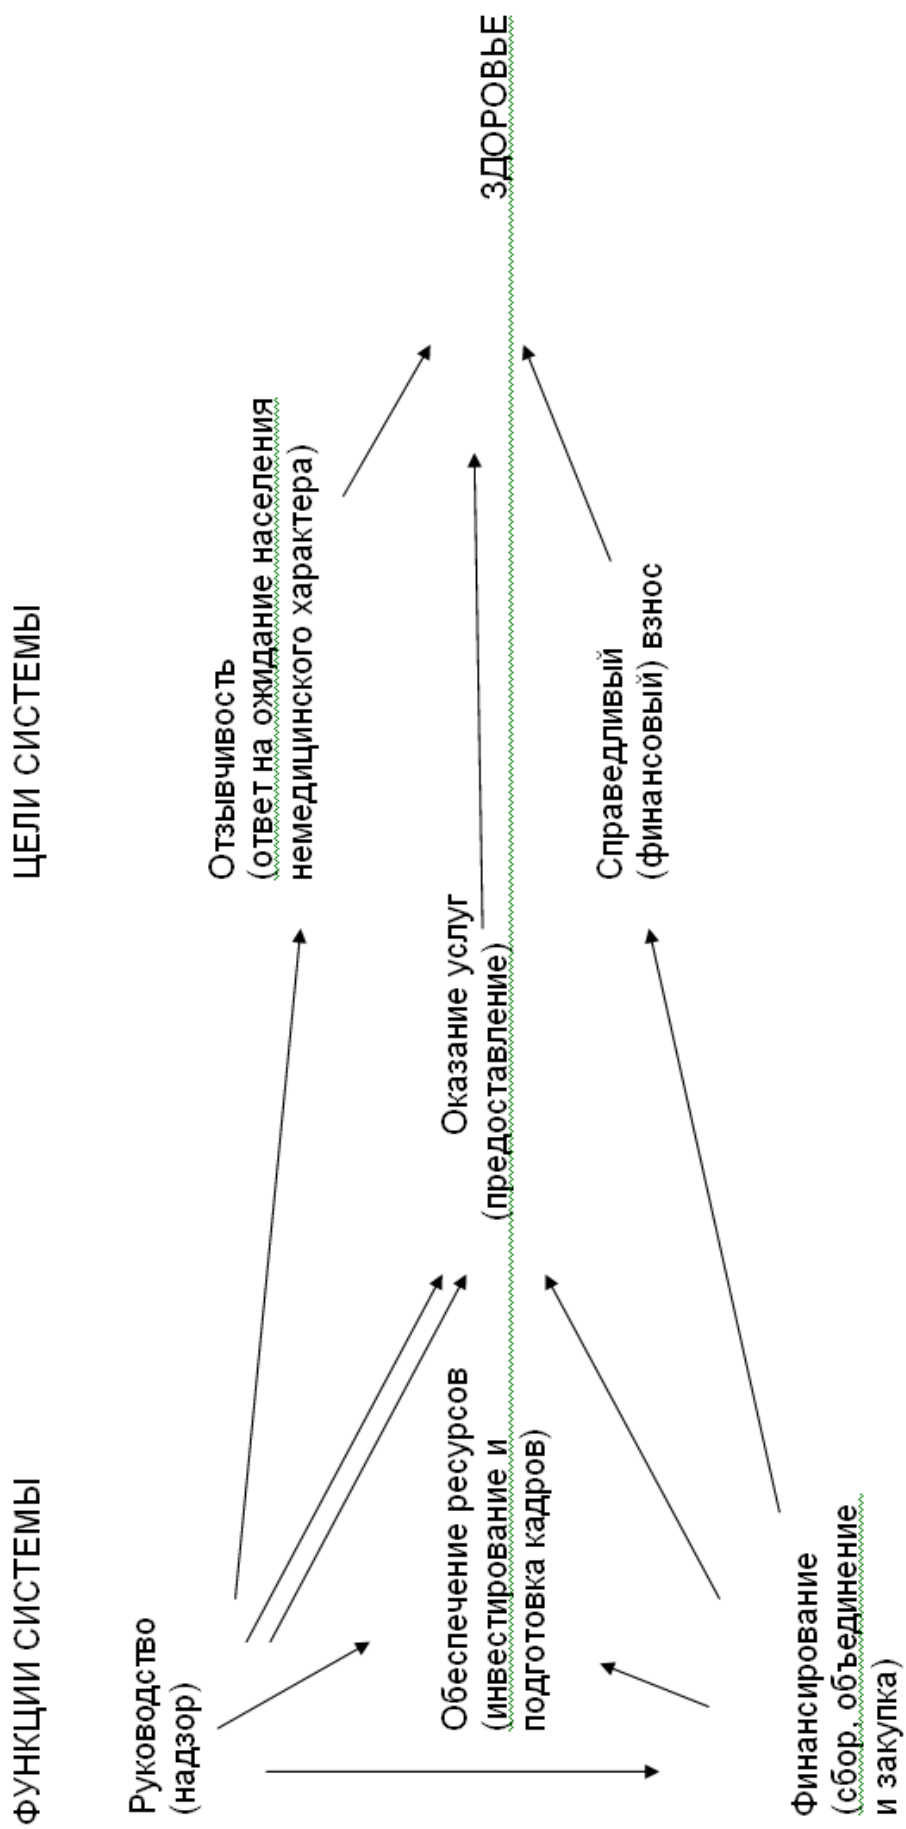 ФУНКЦИИ СИСТЕМЫ
ЦЕЛИ СИСТЕМЫ
Руководство
(надзор)
Отзывчивость
(ответ на ожидание населения
немедицинского характера)
Обеспечение ресурсов
(инвестирование и
подготовка кадров)
Оказание услуг
(предоставление)
ЗДОРОВЬЕ
Справедливый
(финансовый) взнос
Финансирование
(сбор, объединение
и закупка)